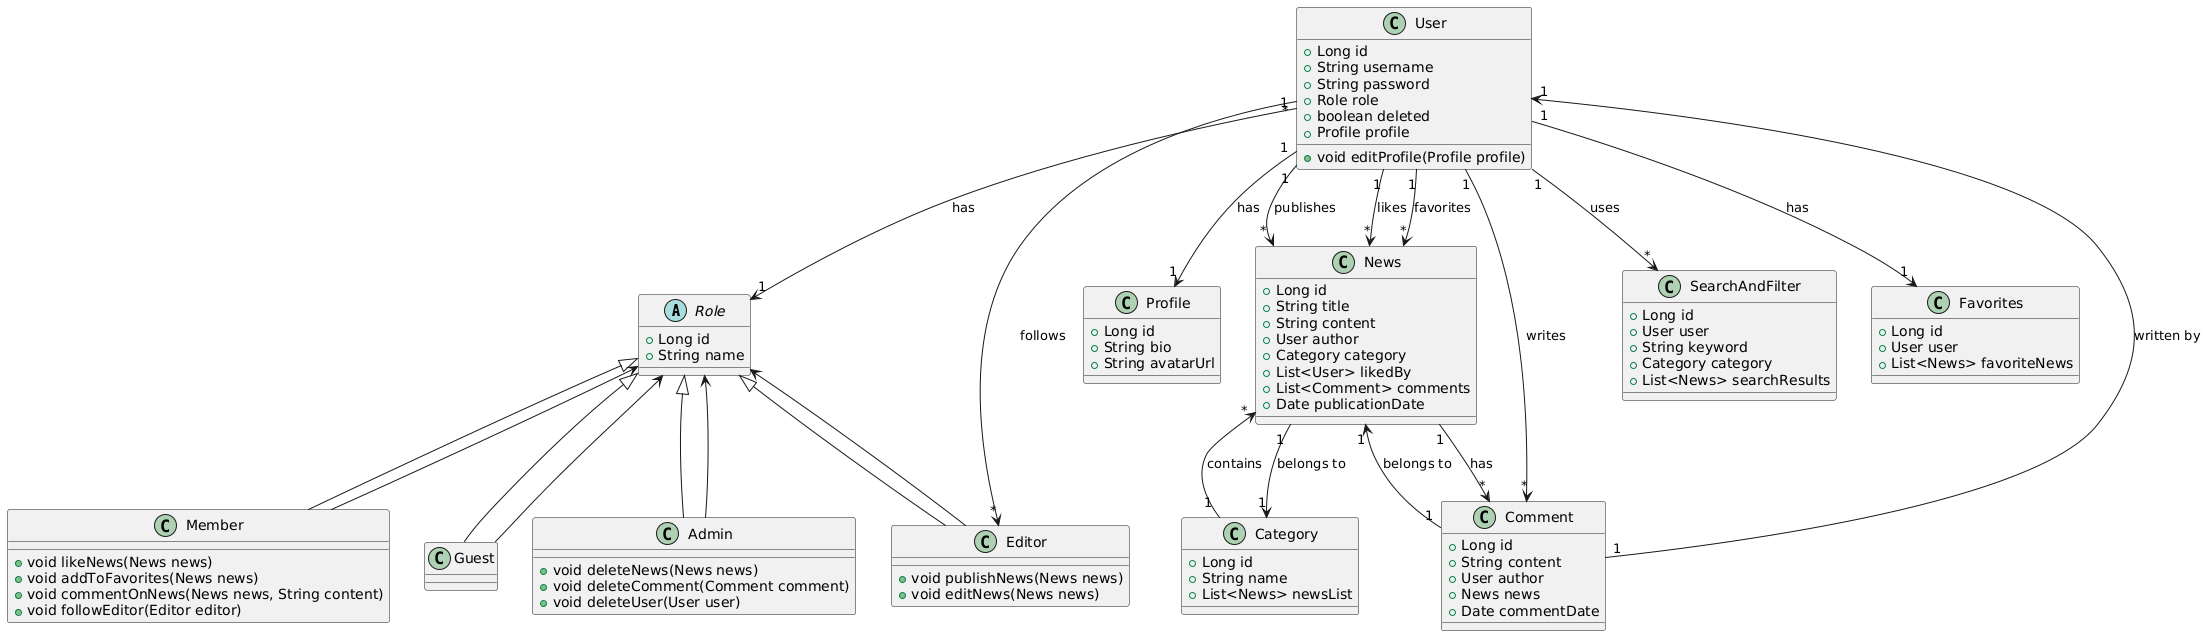 C User
Long id
String username
String password
Role role
boolean deleted
Profile profile
void editProfile(Profile profile)
1
*
1
1
1
1
1
1
1
1
1
has
has
publishes
likes
favorites
uses
has
*
*
*
*
1
1
1
A Role
Long id
String name
C Profile
Long id
String bio
String avatarUrl
C News
Long id
String title
String content
User author
Category category
List<User> likedBy
List<Comment> comments
Date publicationDate
C SearchAndFilter
Long id
User user
String keyword
Category category
List<News> searchResults
C Favorites
Long id
User user
List<News> favoriteNews
follows
writes
written by
*
1
1
1
contains
belongs to
belongs to
has
*
1
1
1
*
*
C Member
void likeNews(News news)
void addToFavorites(News news)
void commentOnNews(News news, String content)
void followEditor(Editor editor)
C Guest
C Admin
void deleteNews(News news)
void deleteComment(Comment comment)
void deleteUser(User user)
C Editor
void publishNews(News news)
void editNews(News news)
C Category
Long id
String name
List<News> newsList
C Comment
Long id
String content
User author
News news
Date commentDate
1